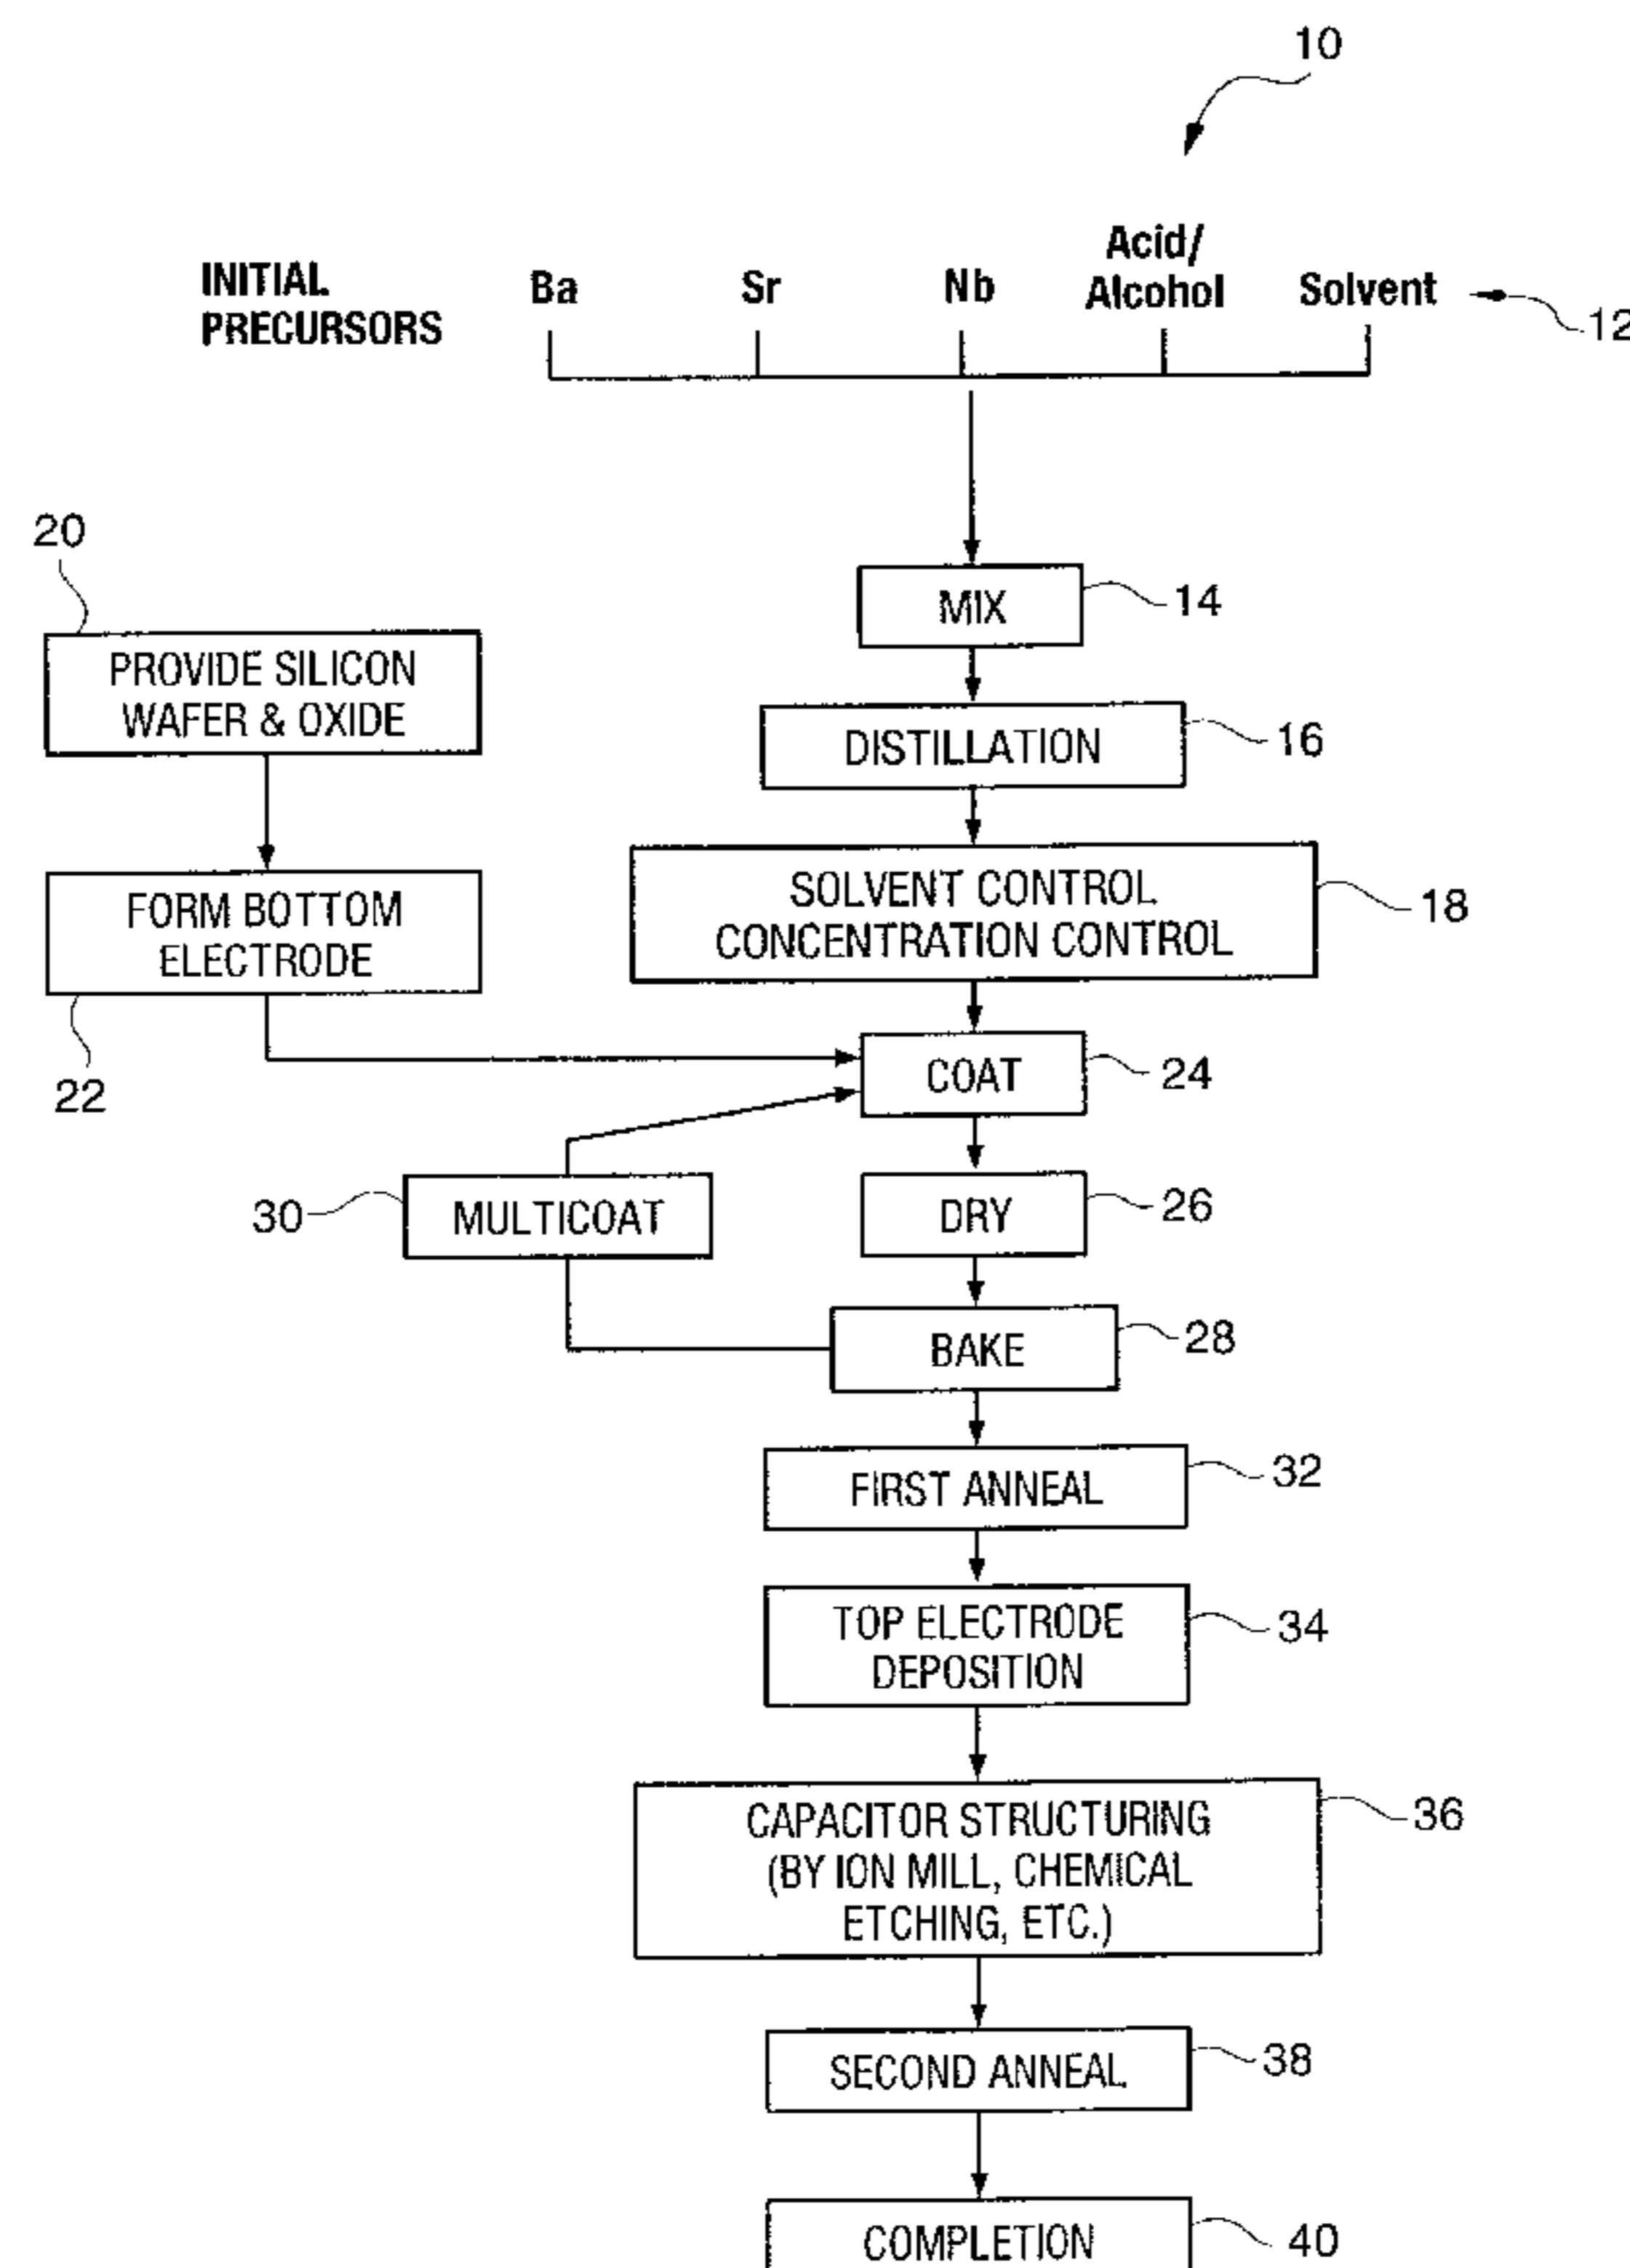 10
INITIAL
PRECURSORS
Ba
Sr
Nb
Acid/
Alcohol
Solvent
12
MIX
14
DISTILLATION
16
SOLVENT CONTROL
CONCENTRATION CONTROL
18
20
PROVIDE SILICON
WAFER & OXIDE
FORM BOTTOM
ELECTRODE
22
COAT
24
DRY
26
BAKE
28
30
MULTICOAT
FIRST ANNEAL
32
TOP ELECTRODE
DEPOSITION
34
CAPACITOR STRUCTURING
(BY ION MILL, CHEMICAL
ETCHING, ETC.)
36
SECOND ANNEAL
38
COMPLETION
40